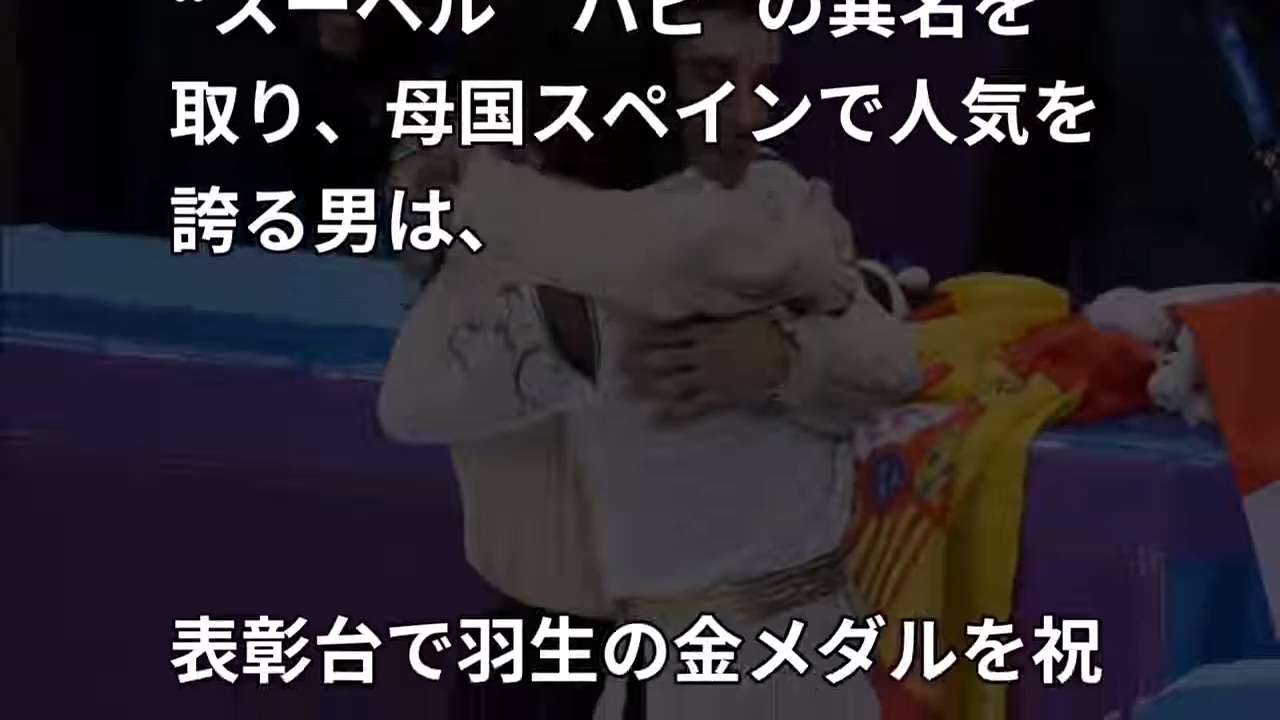 “スーペル ハビ”の異名を
取り、母国スペインで人気を
誇る男は、
表彰台で羽生の金メダルを祝